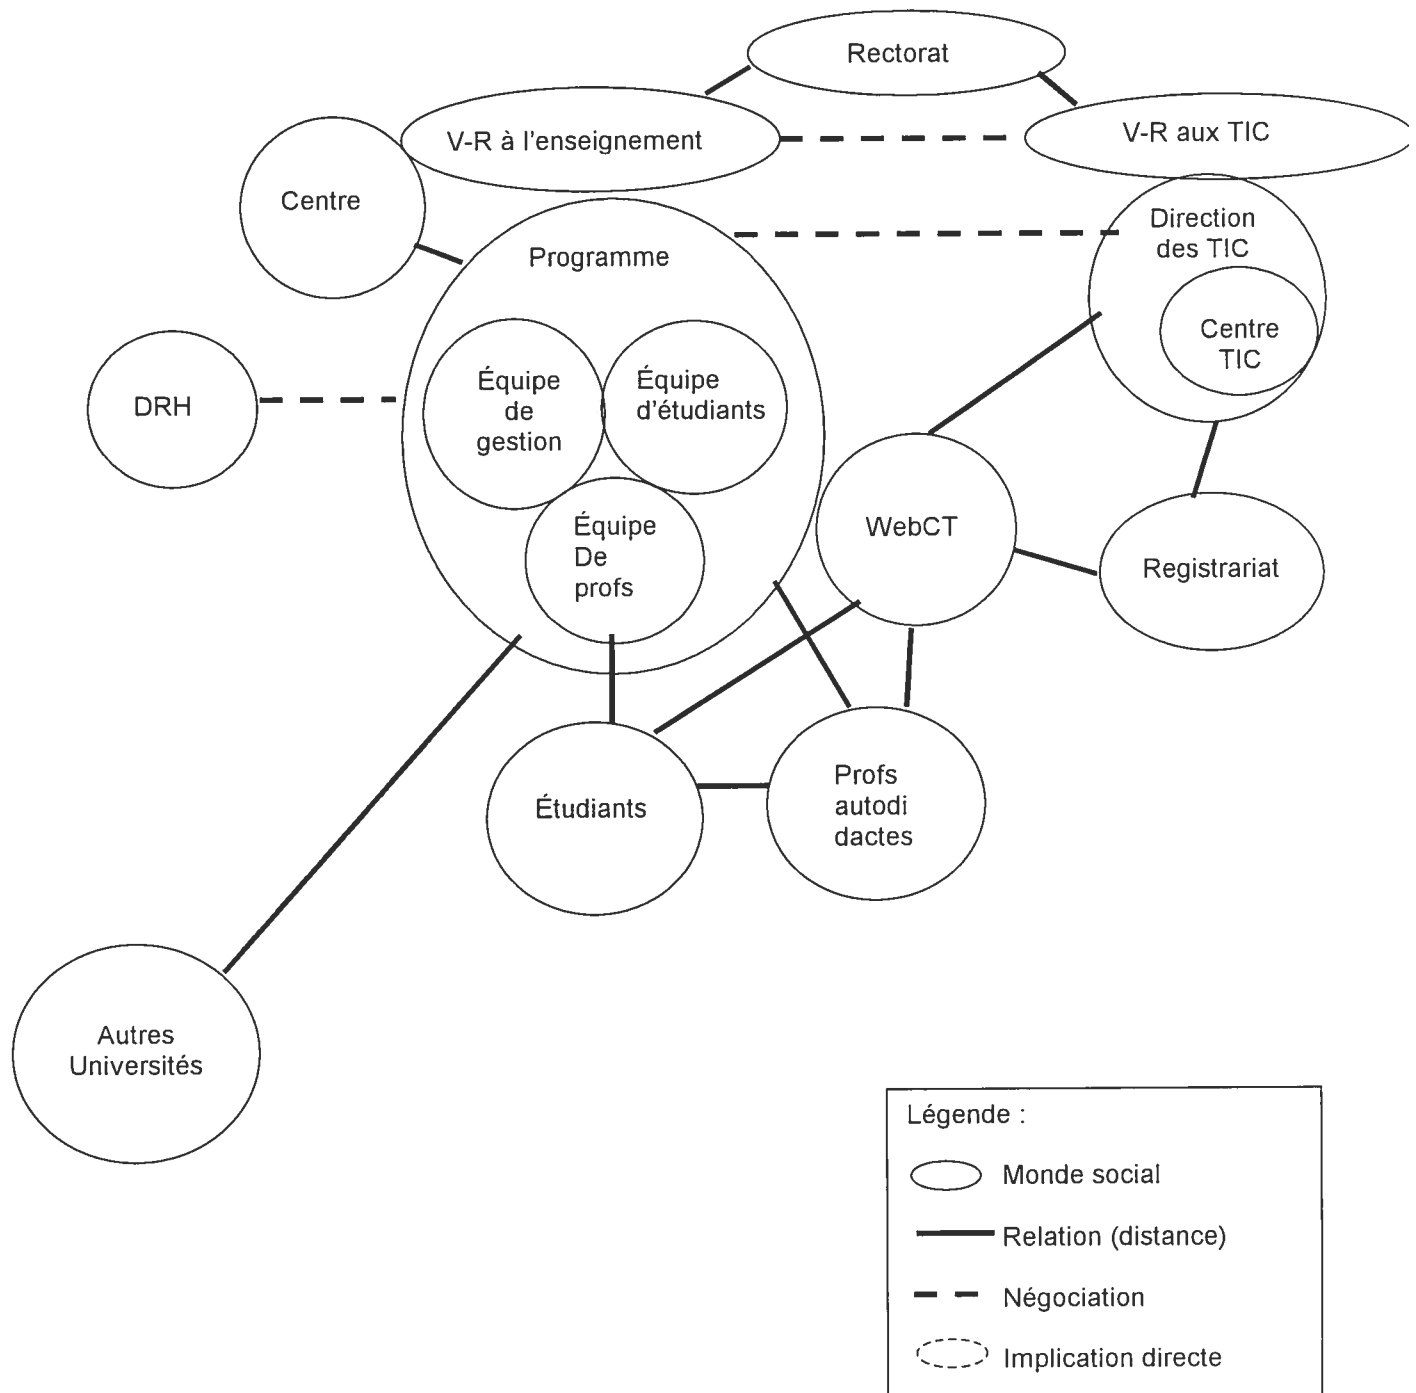 Rectorat
V-R à l'enseignement
V-R aux TIC
Centre
Programme
Direction
des TIC
Centre
TIC
DRH
Équipe
de
gestion
Équipe
d'étudiants
Équipe
De
profs
WebCT
Registrariat
Étudiants
Profs
autodi
dactes
Autres
Universités
Légende :
Monde social
Relation (distance)
Négociation
Implication directe